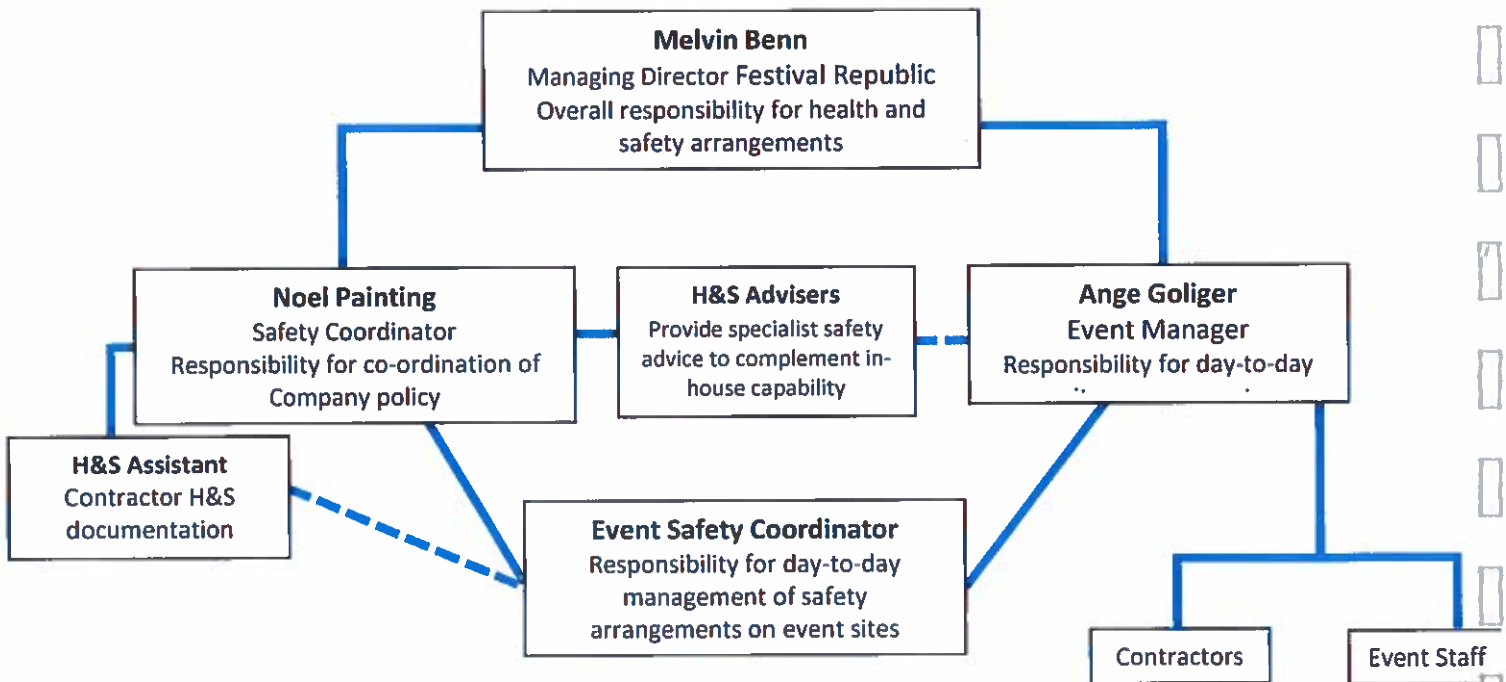 Melvin Benn
Managing Director Festival Republic
Overall responsibility for health and
safety arrangements
Noel Painting
Safety Coordinator
Responsibility for co-ordination of
Company policy
H&S Advisers
Provide specialist safety
advice to complement in-
house capability
Ange Goliger
Event Manager
Responsibility for day-to-day
H&S Assistant
Contractor H&S
documentation
Event Safety Coordinator
Responsibility for day-to-day
management of safety
arrangements on event sites
Contractors
Event Staff